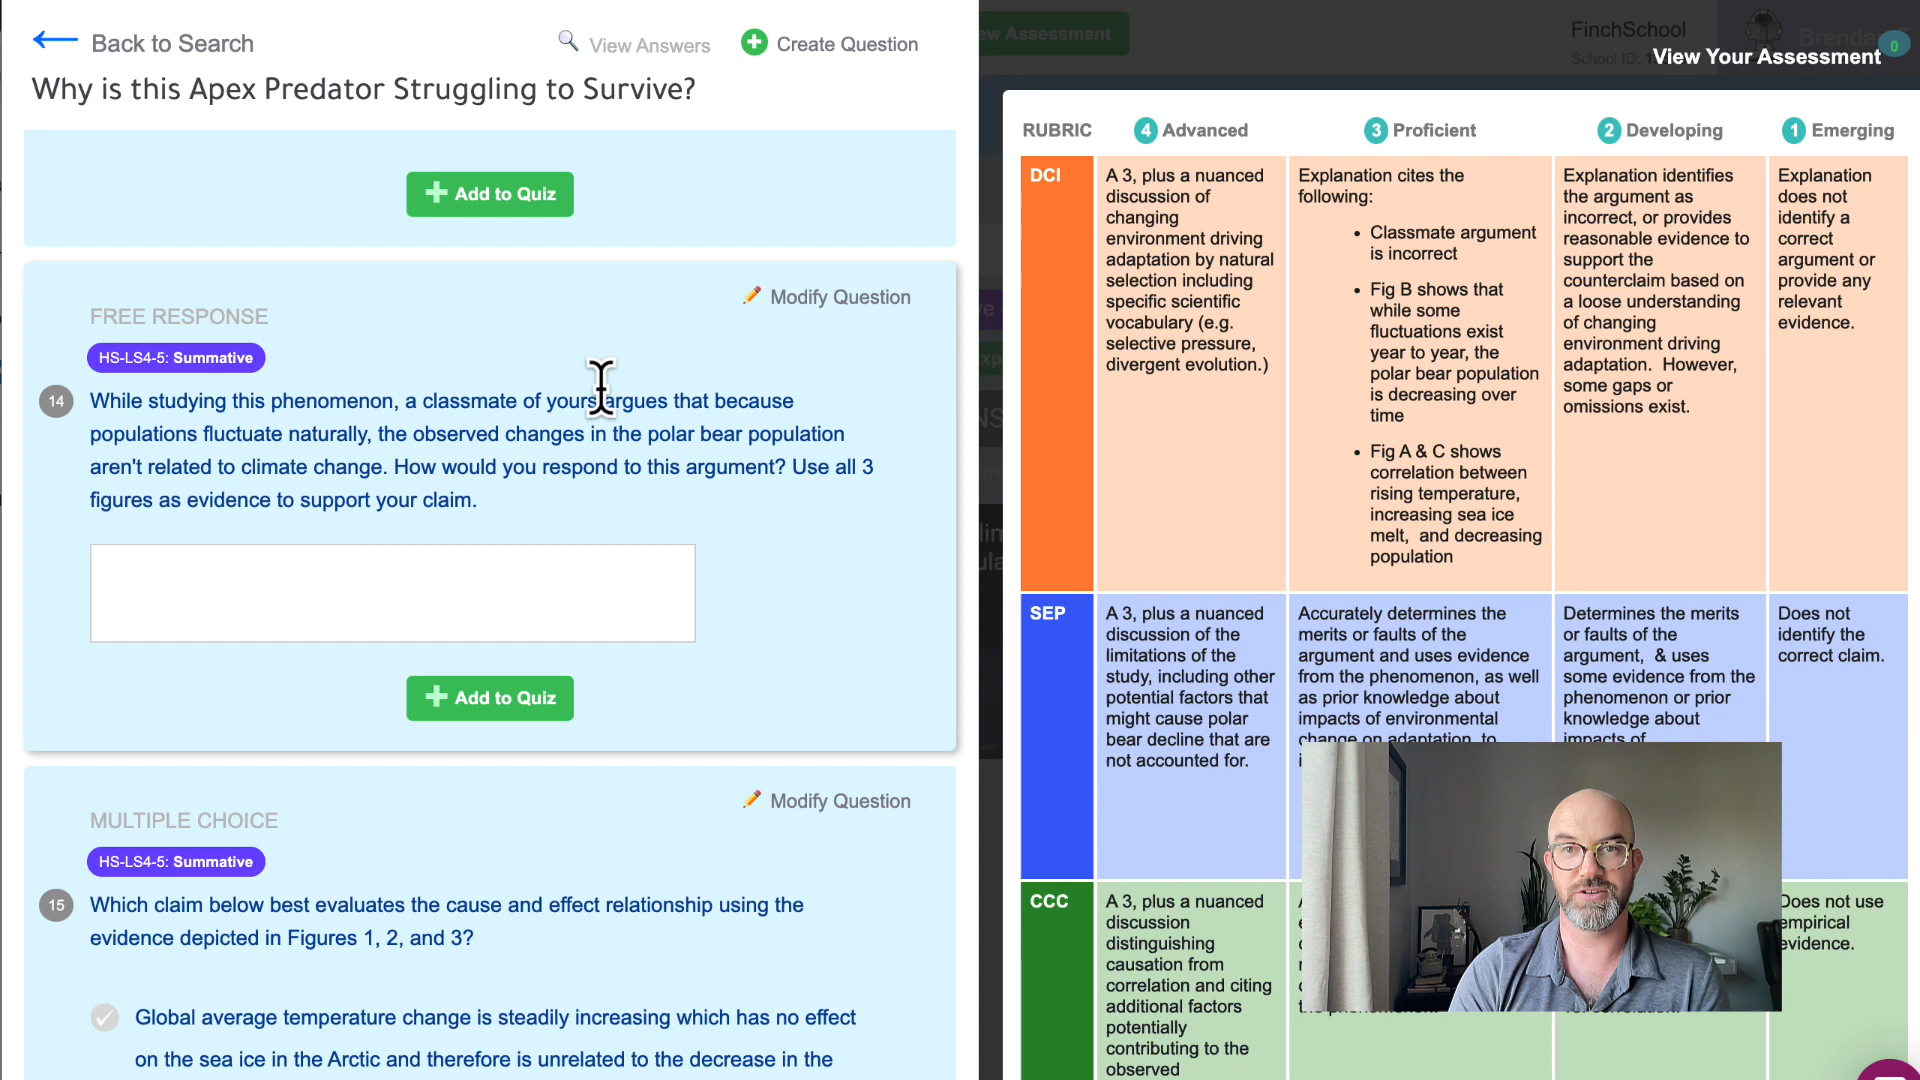 Back to Search
View Answers
Create Question
Why is this Apex Predator Struggling to Survive?
Add to Quiz
Modify Question
FREE RESPONSE
HS-LS4-5: Summative
14
While studying this phenomenon, a classmate of yours argues that because
populations fluctuate naturally, the observed changes in the polar bear population
aren't related to climate change. How would you respond to this argument? Use all 3
figures as evidence to support your claim.
Add to Quiz
Modify Question
MULTIPLE CHOICE
HS-LS4-5: Summative
15
Which claim below best evaluates the cause and effect relationship using the
evidence depicted in Figures 1, 2, and 3?
Global average temperature change is steadily increasing which has no effect
on the sea ice in the Arctic and therefore is unrelated to the decrease in the
Assessment
FinchSchool
School ID:
Brenda
View Your Assessment
0
RUBRIC
4 Advanced
3 Proficient
2 Developing
1 Emerging
DCI
A 3, plus a nuanced
discussion of
changing
environment driving
adaptation by natural
selection including
specific scientific
vocabulary (e.g.
selective pressure,
divergent evolution.)
Explanation cites the
following:
• Classmate argument
is incorrect
• Fig B shows that
while some
fluctuations exist
year to year, the
polar bear population
is decreasing over
time
• Fig A & C shows
correlation between
rising temperature,
increasing sea ice
melt, and decreasing
population
Explanation identifies
the argument as
incorrect, or provides
reasonable evidence to
support the
counterclaim based on
a loose understanding
of changing
environment driving
adaptation. However,
some gaps or
omissions exist.
Explanation
does not
identify a
correct
argument or
provide any
relevant
evidence.
SEP
A 3, plus a nuanced
discussion of the
limitations of the
study, including other
potential factors that
might cause polar
bear decline that are
not accounted for.
Accurately determines the
merits or faults of the
argument and uses evidence
from the phenomenon, as well
as prior knowledge about
impacts of environmental
change on adaptation, to
Determines the merits
or faults of the
argument, & uses
some evidence from the
phenomenon or prior
knowledge about
impacts of
Does not
identify the
correct claim.
CCC
A 3, plus a nuanced
discussion
distinguishing
causation from
correlation and citing
additional factors
potentially
contributing to the
observed
Does not use
empirical
evidence.